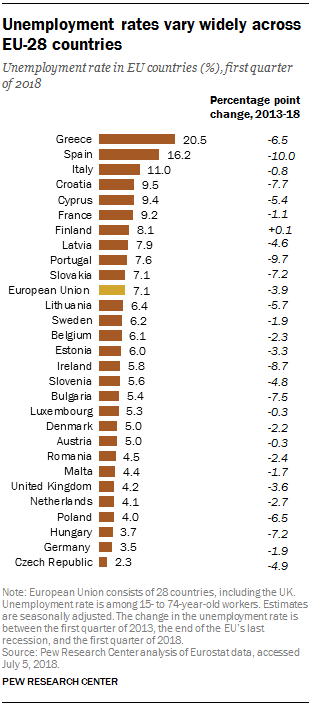 Unemployment rates vary widely across
EU-28 countries
Unemployment rate in EU countries (%), first quarter
of 2018
Percentage point
change, 2013-18
Greece 20.5 -6.5
Spain 16.2 -10.0
Italy 11.0 -0.8
Croatia 9.5 -7.7
Cyprus 9.4 -5.4
France 9.2 -1.1
Finland 8.1 +0.1
Latvia 7.9 -4.6
Portugal 7.6 -9.7
Slovakia 7.1 -7.2
European Union 7.1 -3.9
Lithuania 6.4 -5.7
Sweden 6.2 -1.9
Belgium 6.1 -2.3
Estonia 6.0 -3.3
Ireland 5.8 -8.7
Slovenia 5.6 -4.8
Bulgaria 5.4 -7.5
Luxembourg 5.3 -0.3
Denmark 5.0 -2.2
Austria 5.0 -0.3
Romania 4.5 -2.4
Malta 4.4 -1.7
United Kingdom 4.2 -3.6
Netherlands 4.1 -2.7
Poland 4.0 -6.5
Hungary 3.7 -7.2
Germany 3.5 -1.9
Czech Republic 2.3 -4.9
Note: European Union consists of 28 countries, including the UK.
Unemployment rate is among 15- to 74-year-old workers. Estimates
are seasonally adjusted. The change in the unemployment rate is
between the first quarter of 2013, the end of the EU's last
recession, and the first quarter of 2018.
Source: Pew Research Center analysis of Eurostat data, accessed
July 5, 2018.
PEW RESEARCH CENTER